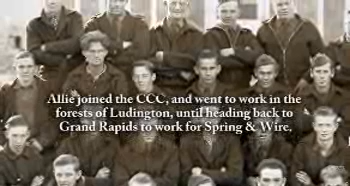 Allie joined the CCC, and went to work in the
forests of Ludington, until heading back to
Grand Rapids to work for Spring & Wire.